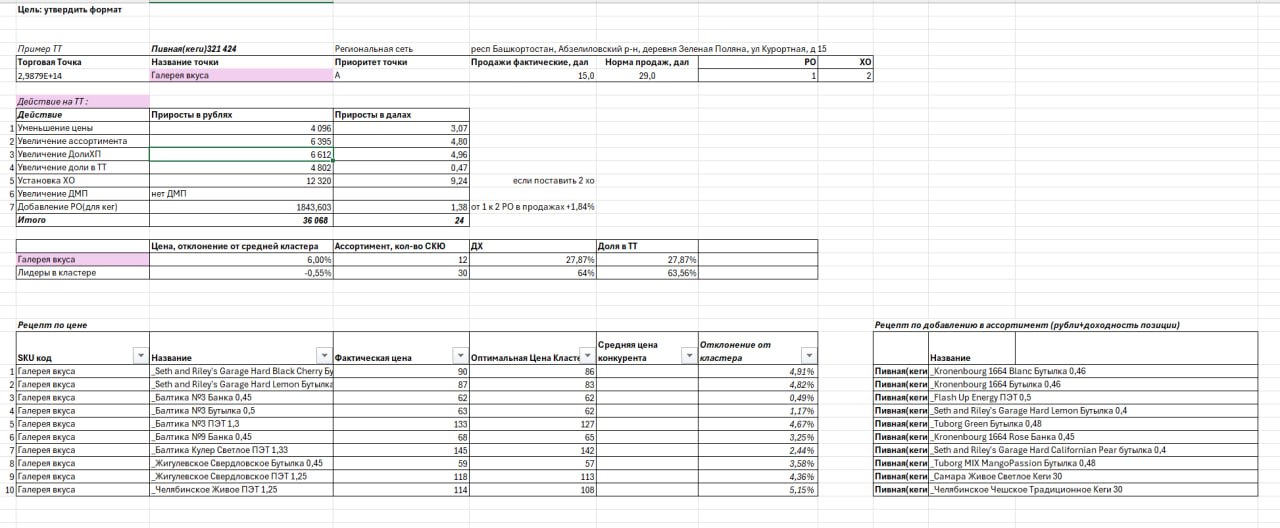 Цель: утвердить формат
Пример ТТ Пивная(кеги)321 424 Региональная сеть респ Башкортостан, Абзелиловский р-н, деревня Зеленая Поляна, ул Курортная, д 15
Торговая Точка Название точки Приоритет точки Продажи фактические, дал Норма продаж, дал РО ХО
2,9879E+14 Галерея вкуса А 15,0 29,0 1 2
Действие на ТТ :
Действие Приросты в рублях Приросты в далах
1 Уменьшение цены 4 096 3,07
2 Увеличение ассортимента 6 395 4,80
3 Увеличение ДолиХП 6 612 4,96
4 Увеличение доли в ТТ 4 802 0,47
5 Установка ХО 12 320 9,24 если поставить 2 хо
6 Увеличение ДМП нет ДМП
7 Добавление РО(для кег) 1843,603 1,38 от 1 к 2 РО в продажах +1,84%
Итого 36 068 24
Цена, отклонение от средней кластера Ассортимент, кол-во СКЮ ДХ Доля в ТТ
Галерея вкуса 6,00% 12 27,87% 27,87%
Лидеры в кластере -0,55% 30 64% 63,56%
Рецепт по цене Рецепт по добавлению в ассортимент (рубли+доходность позиции)
SKU код Название Фактическая цена Оптимальная Цена Класте Средняя цена конкурента Отклонение от кластера Название
1 Галерея вкуса _Seth and Riley's Garage Hard Black Cherry Бу 90 86 4,91% Пивная(кеги _Kronenbourg 1664 Blanc Бутылка 0,46
2 Галерея вкуса _Seth and Riley's Garage Hard Lemon Бутылка 87 83 4,82% Пивная(кеги _Kronenbourg 1664 Бутылка 0,46
3 Галерея вкуса _Балтика №3 Банка 0,45 62 62 0,49% Пивная(кеги _Flash Up Energy ПЭТ 0,5
4 Галерея вкуса _Балтика №3 Бутылка 0,5 63 62 1,17% Пивная(кеги _Seth and Riley's Garage Hard Lemon Бутылка 0,4
5 Галерея вкуса _Балтика №3 ПЭТ 1,3 133 127 4,67% Пивная(кеги _Tuborg Green Бутылка 0,48
6 Галерея вкуса _Балтика №9 Банка 0,45 68 65 3,25% Пивная(кеги _Kronenbourg 1664 Rose Банка 0,45
7 Галерея вкуса _Балтика Кулер Светлое ПЭТ 1,33 145 142 2,44% Пивная(кеги _Seth and Riley's Garage Hard Californian Pear бутылка 0,4
8 Галерея вкуса _Жигулевское Свердловское Бутылка 0,45 59 57 3,58% Пивная(кеги _Tuborg MIX MangoPassion Бутылка 0,48
9 Галерея вкуса _Жигулевское Свердловское ПЭТ 1,25 118 113 4,36% Пивная(кеги _Самара Живое Светлое Кеги 30
10 Галерея вкуса _Челябинское Живое ПЭТ 1,25 114 108 5,15% Пивная(кеги _Челябинское Чешское Традиционное Кеги 30